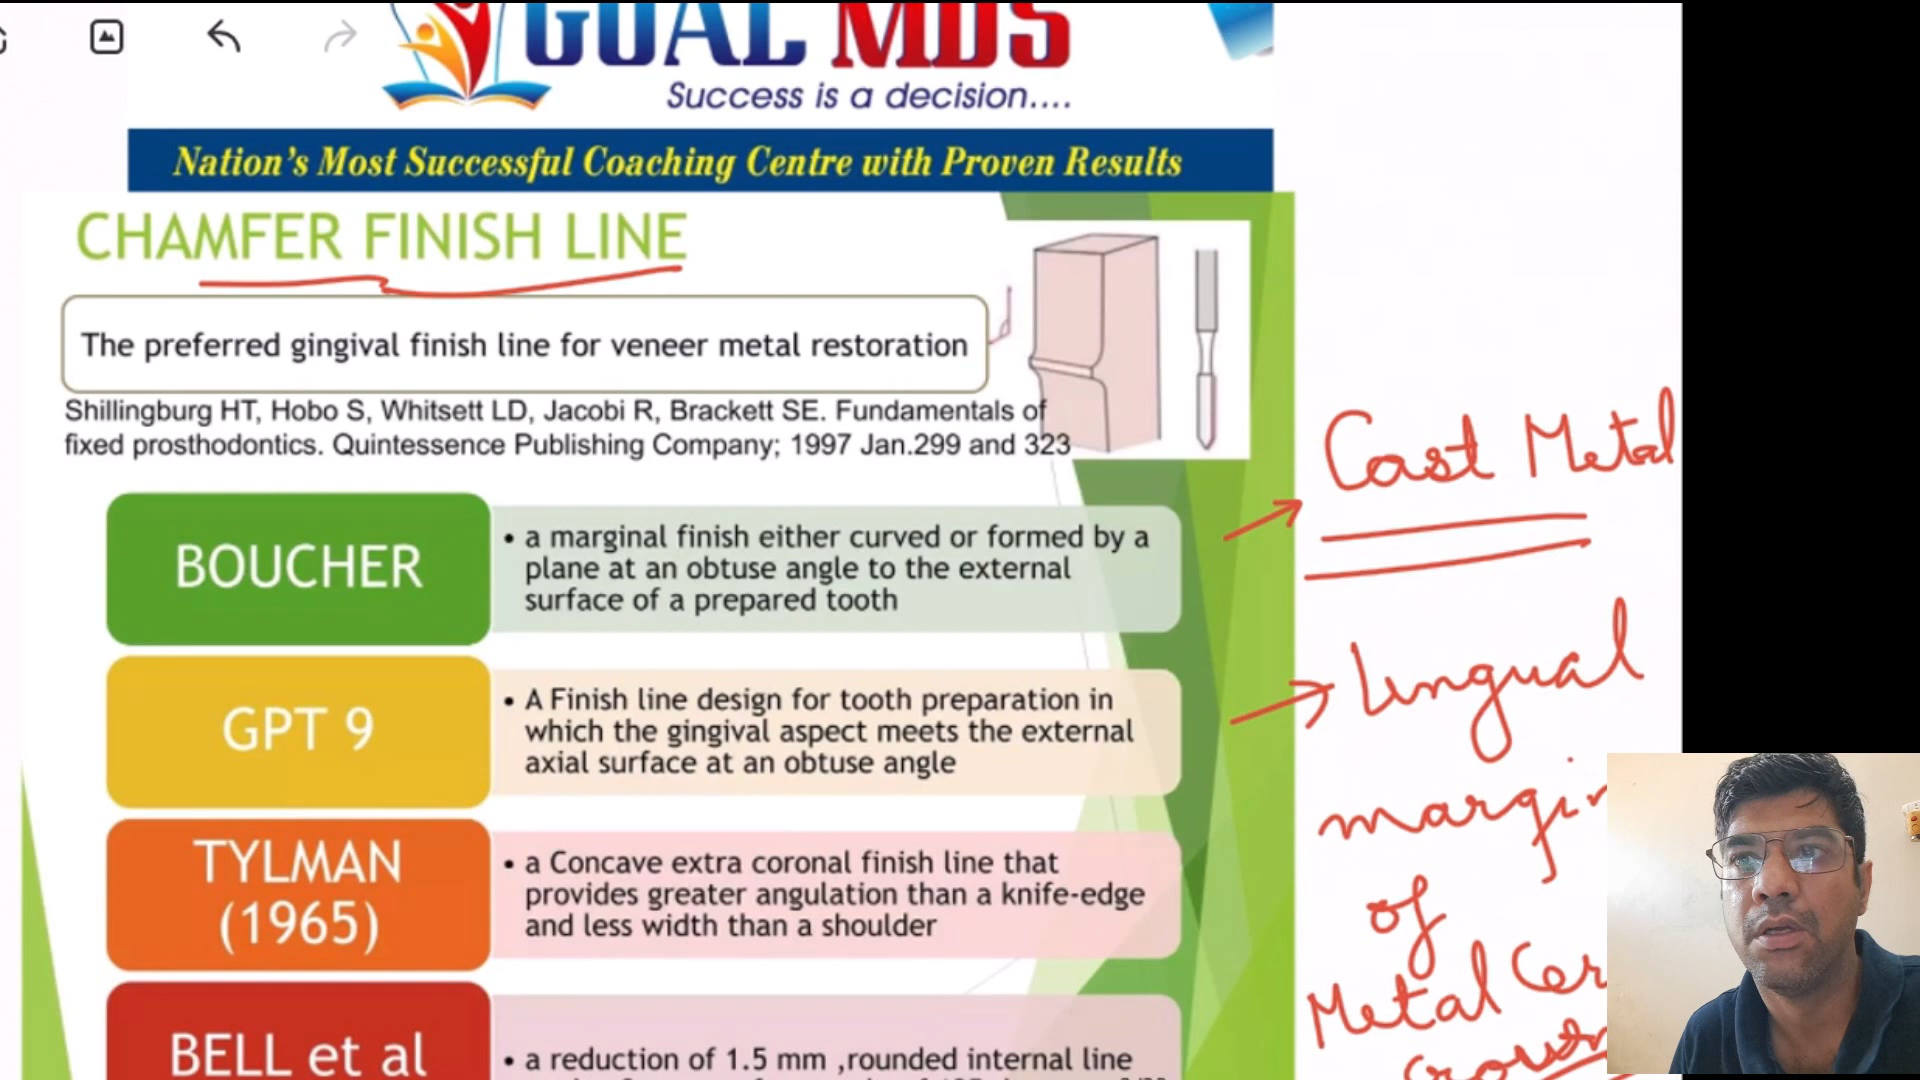 GOAL MDS
Success is a decision....
Nation's Most Successful Coaching Centre with Proven Results
CHAMFER FINISH LINE
The preferred gingival finish line for veneer metal restoration
Shillingburg HT, Hobo S, Whitsett LD, Jacobi R, Brackett SE. Fundamentals of
fixed prosthodontics. Quintessence Publishing Company; 1997 Jan.299 and 323
BOUCHER
• a marginal finish either curved or formed by a
plane at an obtuse angle to the external
surface of a prepared tooth
GPT 9
• A Finish line design for tooth preparation in
which the gingival aspect meets the external
axial surface at an obtuse angle
TYLMAN
(1965)
• a Concave extra coronal finish line that
provides greater angulation than a knife-edge
and less width than a shoulder
BELL et al
• a reduction of 1.5 mm ,rounded internal line
Cast Metal
Lingual
margin
of
Metal Cer
crown